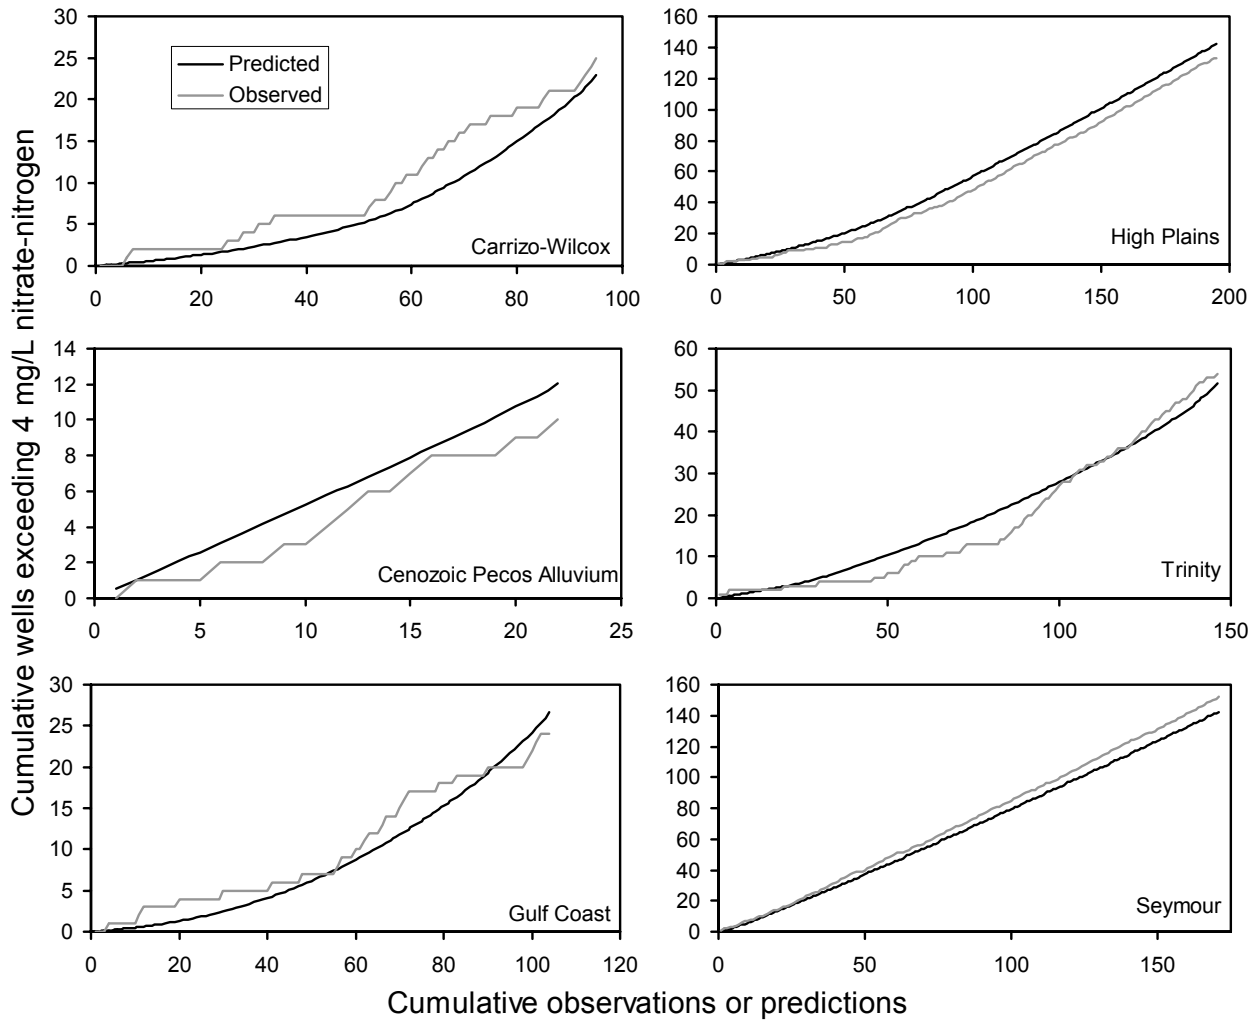 Cumulative wells exceeding 4 mg/L nitrate-nitrogen
30
25
20
15
10
5
0
Predicted
Observed
Carrizo-Wilcox
0 20 40 60 80 100
160
140
120
100
80
60
40
20
0
High Plains
0 50 100 150 200
14
12
10
8
6
4
2
0
Cenozoic Pecos Alluvium
0 5 10 15 20 25
60
50
40
30
20
10
0
Trinity
0 50 100 150
30
25
20
15
10
5
0
Gulf Coast
0 20 40 60 80 100 120
160
140
120
100
80
60
40
20
0
Seymour
0 50 100 150
Cumulative observations or predictions